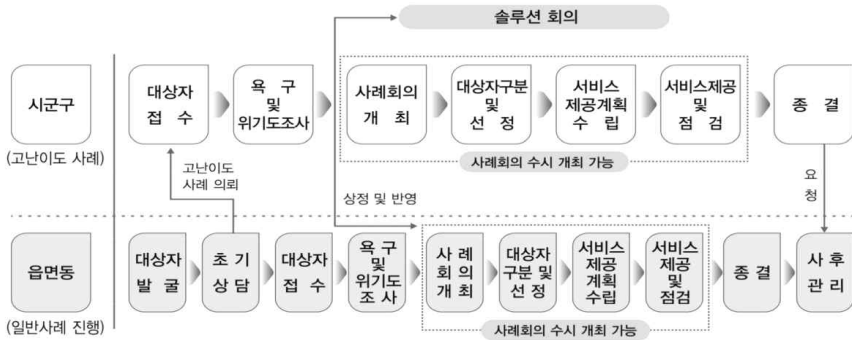 솔루션 회의
시군구
(고난이도 사례)
대상자
접 수
욕 구
및
위기도조사
사례회의
개 최
대상자구분
및
선 정
서비스
제공계획
수 립
서비스제공
및
점 검
종 결
사례회의 수시 개최 가능
고난이도
사례 의뢰
상정 및 반영
요
청
읍면동
(일반사례 진행)
대상자
발 굴
초 기
상 담
대상자
접 수
욕 구
및
위기도
조 사
사 례
회 의
개 최
대상자
구분 및
선 정
서비스
제공
계획
수립
서비스
제공
및
점검
종 결
사 후
관 리
사례회의 수시 개최 가능